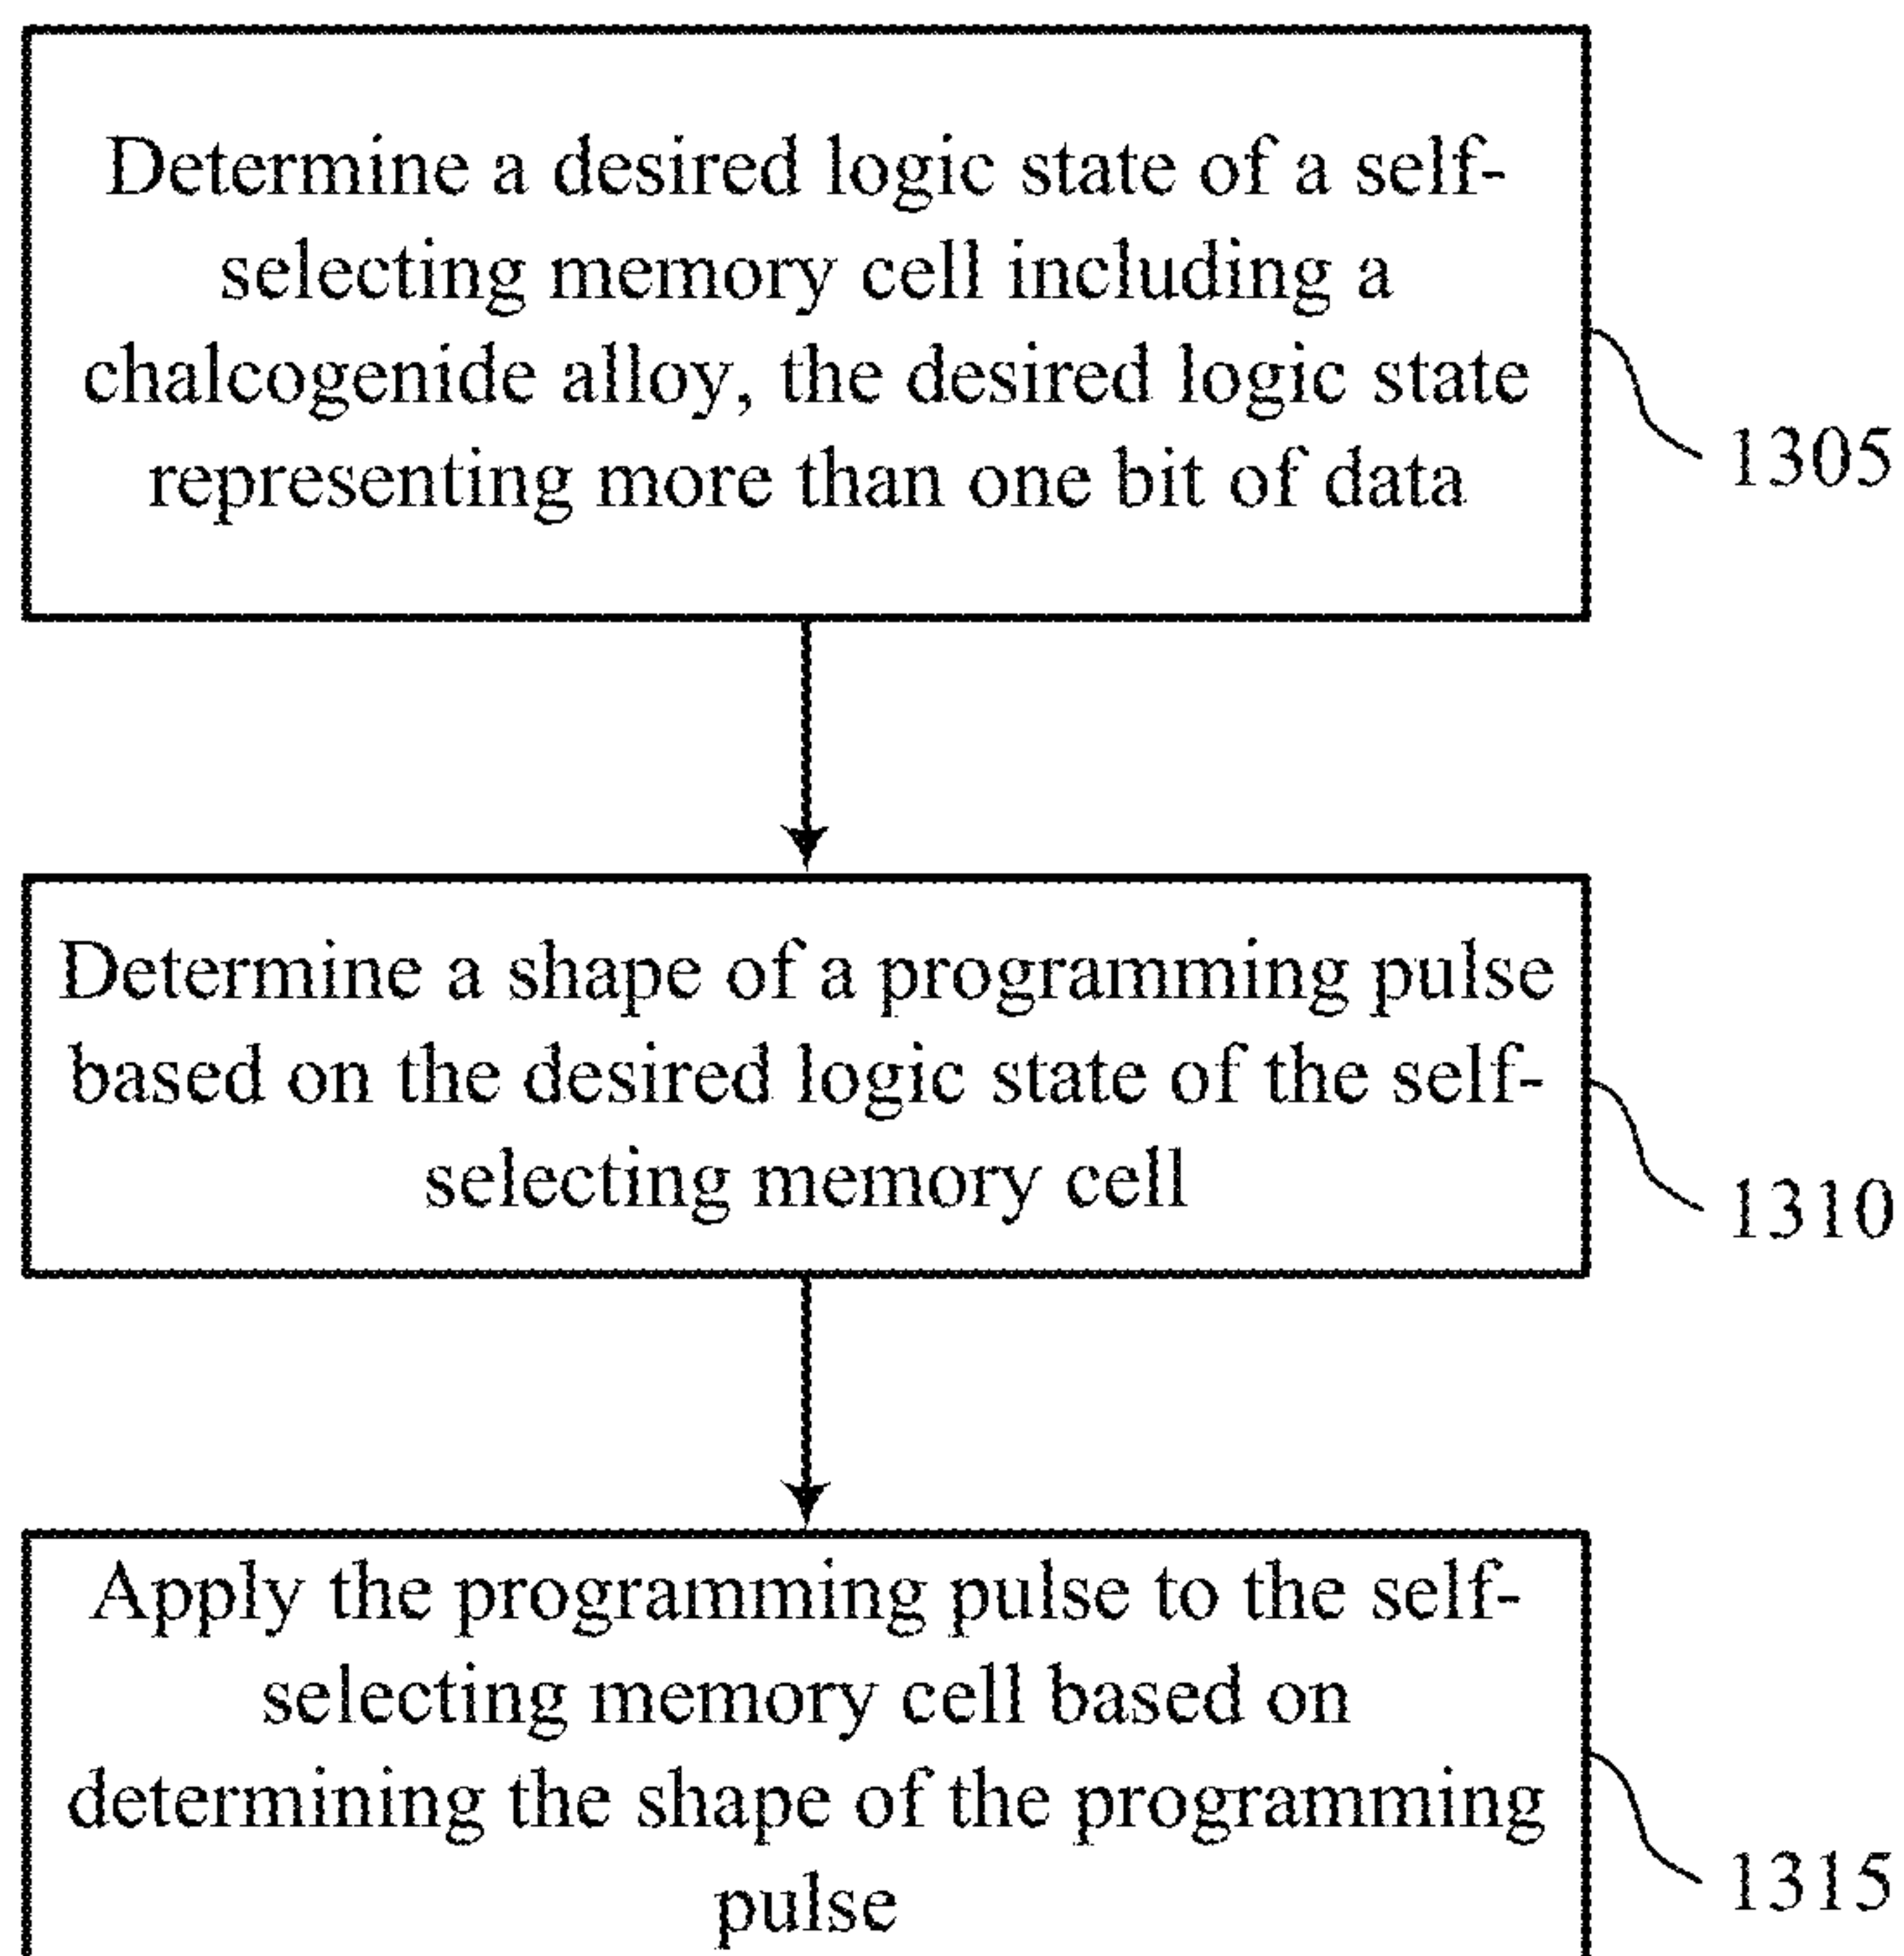 Determine a desired logic state of a self-
selecting memory cell including a
chalcogenide alloy, the desired logic state
representing more than one bit of data
1305
Determine a shape of a programming pulse
based on the desired logic state of the self-
selecting memory cell
1310
Apply the programming pulse to the self-
selecting memory cell based on
determining the shape of the programming
pulse
1315